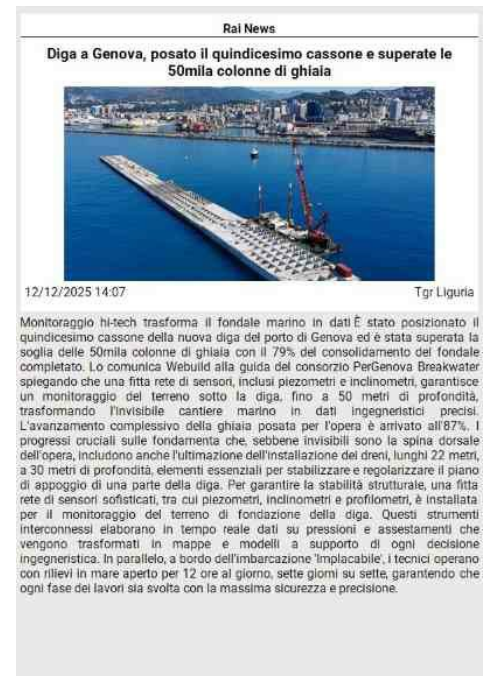 Rai News
Diga a Genova, posato il quindicesimo cassone e superate le
50mila colonne di ghiaia
12/12/2025 14:07
Tgr Liguria
Monitoraggio hi-tech trasforma il fondale marino in dati È stato posizionato il
quindicesimo cassone della nuova diga del porto di Genova ed è stata superata la
soglia delle 50mila colonne di ghiaia con il 79% del consolidamento del fondale
completato. Lo comunica Webuild alla guida del consorzio PerGenova Breakwater
spiegando che una fitta rete di sensori, inclusi piezometri e inclinometri, garantisce
un monitoraggio del terreno sotto la diga, fino a 50 metri di profondità,
trasformando l'invisibile cantiere marino in dati ingegneristici precisi.
L'avanzamento complessivo della ghiaia posata per l'opera è arrivato all'87%. I
progressi cruciali sulle fondamenta che, sebbene invisibili sono la spina dorsale
dell'opera, includono anche l'ultimazione dell'installazione dei dreni, lunghi 22 metri,
a 30 metri di profondità, elementi essenziali per stabilizzare e regolarizzare il piano
di appoggio di una parte della diga. Per garantire la stabilità strutturale, una fitta
rete di sensori sofisticati, tra cui piezometri, inclinometri e profilometri, è installata
per il monitoraggio del terreno di fondazione della diga. Questi strumenti
interconnessi elaborano in tempo reale dati su pressioni e assestamenti che
vengono trasformati in mappe e modelli a supporto di ogni decisione
ingegneristica. In parallelo, a bordo dell'imbarcazione 'Implacabile', i tecnici operano
con rilievi in mare aperto per 12 ore al giorno, sette giorni su sette, garantendo che
ogni fase dei lavori sia svolta con la massima sicurezza e precisione.